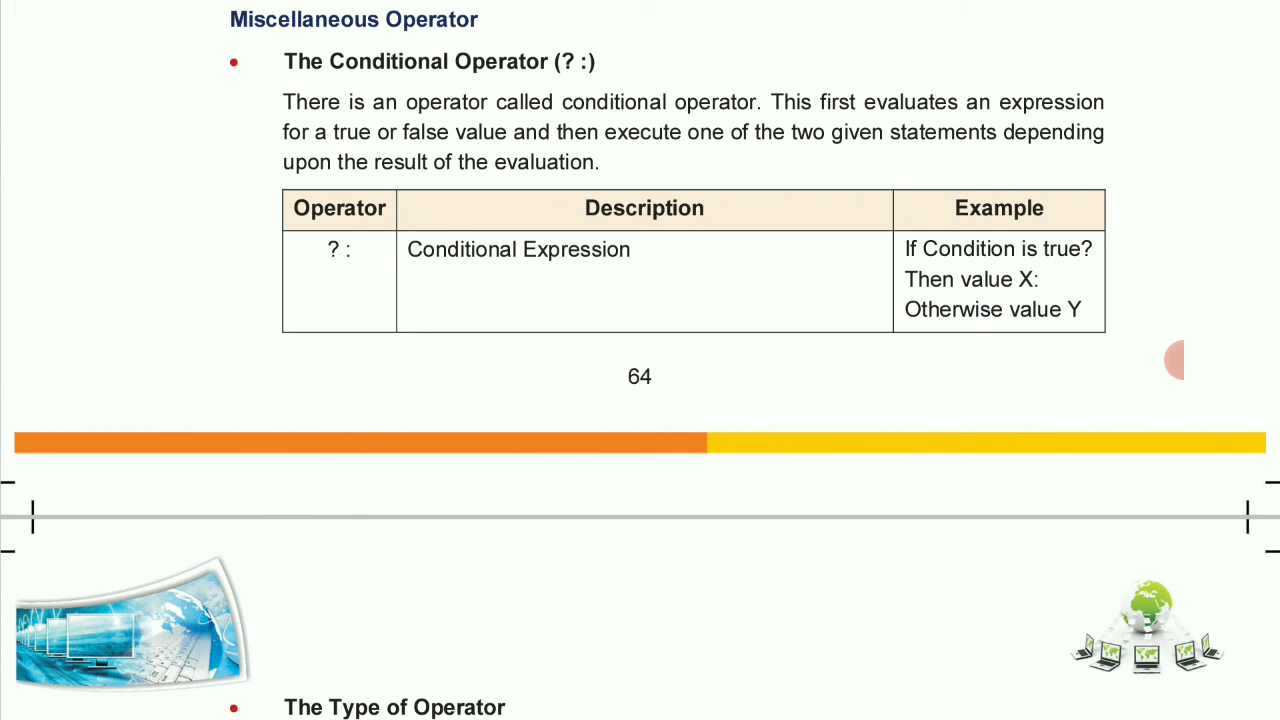 Miscellaneous Operator
• The Conditional Operator (? :)
There is an operator called conditional operator. This first evaluates an expression
for a true or false value and then execute one of the two given statements depending
upon the result of the evaluation.
Operator Description Example
? : Conditional Expression If Condition is true?
Then value X:
Otherwise value Y
64
• The Type of Operator